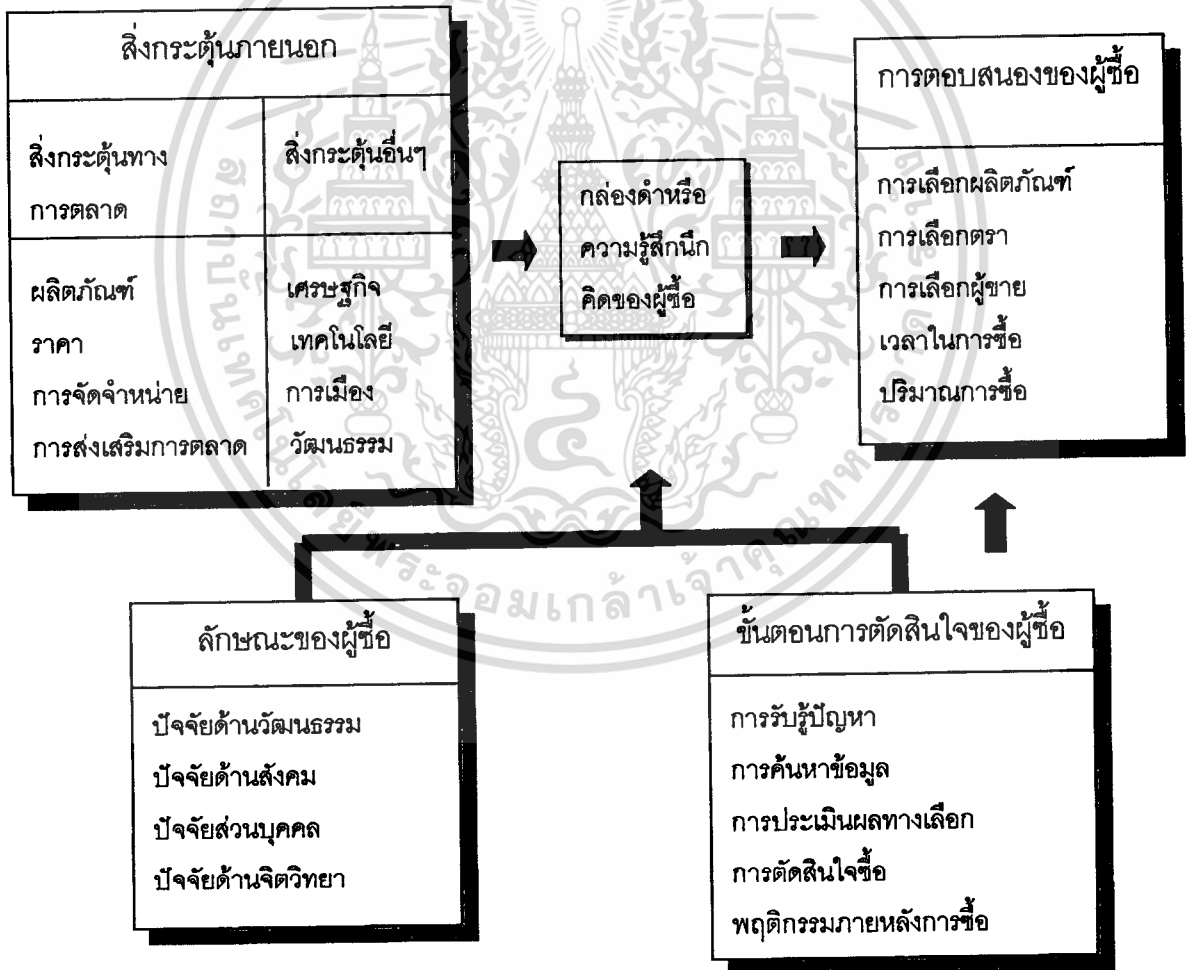 สิ่งกระตุ้นภายนอก
สิ่งกระตุ้นทาง
การตลาด
สิ่งกระตุ้นอื่นๆ
ผลิตภัณฑ์
ราคา
การจัดจำหน่าย
การส่งเสริมการตลาด
เศรษฐกิจ
เทคโนโลยี
การเมือง
วัฒนธรรม
กล่องดำหรือ
ความรู้สึกนึก
คิดของผู้ซื้อ
การตอบสนองของผู้ซื้อ
การเลือกผลิตภัณฑ์
การเลือกตรา
การเลือกผู้ขาย
เวลาในการซื้อ
ปริมาณการซื้อ
ลักษณะของผู้ซื้อ
ปัจจัยด้านวัฒนธรรม
ปัจจัยด้านสังคม
ปัจจัยส่วนบุคคล
ปัจจัยด้านจิตวิทยา
ขั้นตอนการตัดสินใจของผู้ซื้อ
การรับรู้ปัญหา
การค้นหาข้อมูล
การประเมินผลทางเลือก
การตัดสินใจซื้อ
พฤติกรรมภายหลังการซื้อ